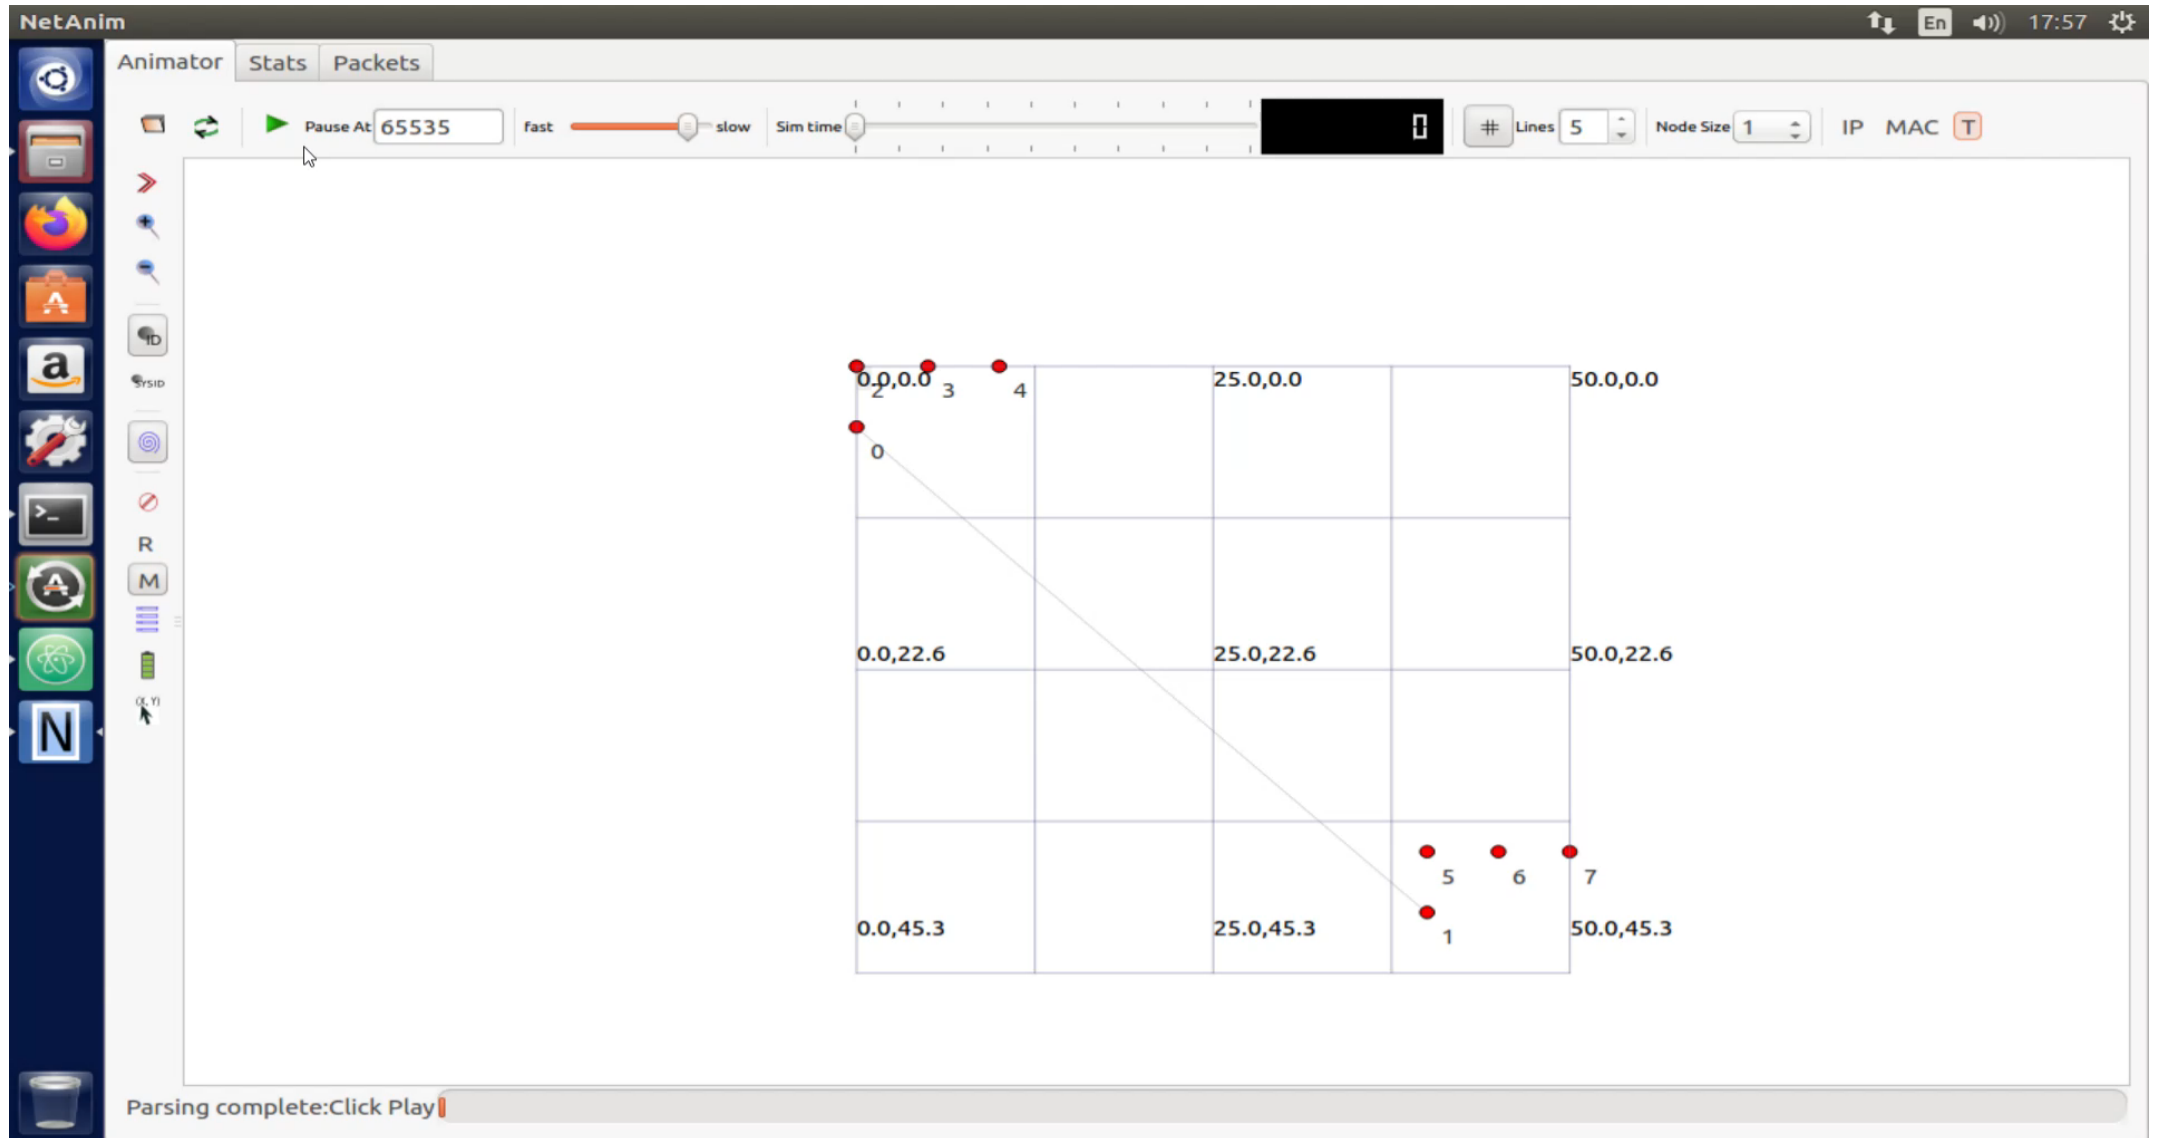 NetAnim En 17:57
Animator Stats Packets
Pause At 65535 fast slow Sim time 0 # Lines 5 Node Size 1 IP MAC T
ID
SYSID
R
M
(X, Y)
0.0,0.0 25.0,0.0 50.0,0.0
2 3 4
0
0.0,22.6 25.0,22.6 50.0,22.6
5 6 7
0.0,45.3 25.0,45.3 50.0,45.3
1
a
>_
N
Parsing complete:Click Play